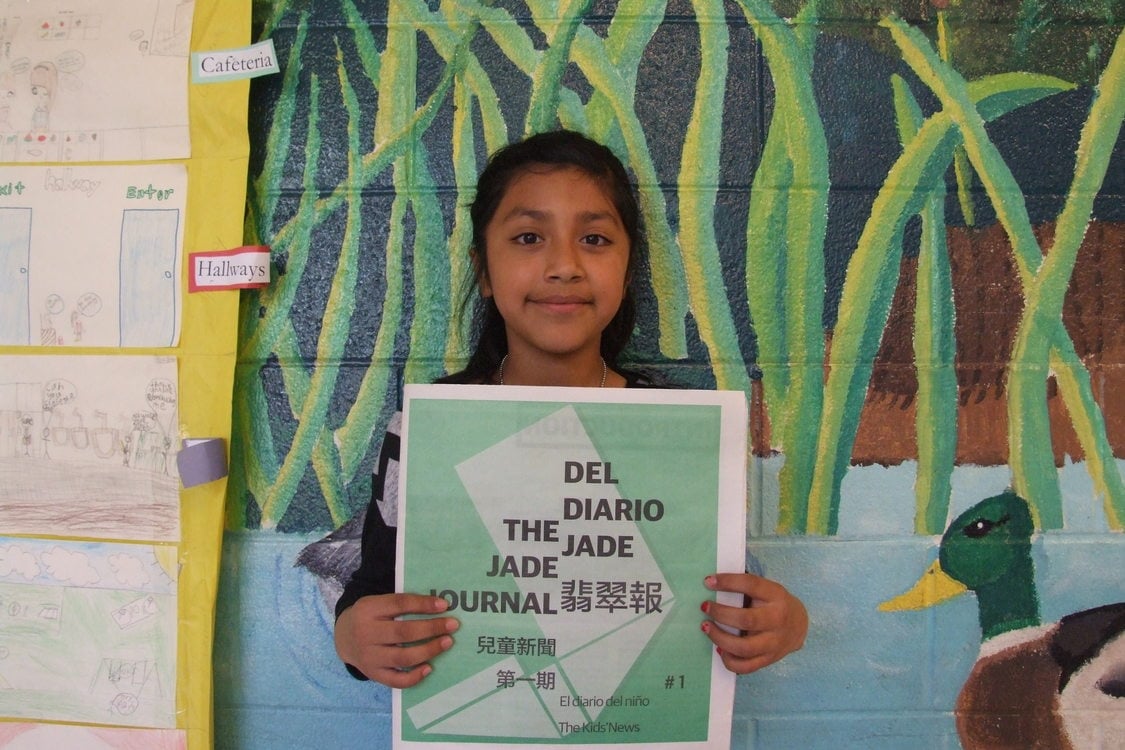 Cafeteria
Hallways
hallway
Enter
DEL
DIARIO
JADE
THE
JADE
JOURNAL
翡翠報
兒童新聞
第一期
#1
El diario del niño
The Kids' News